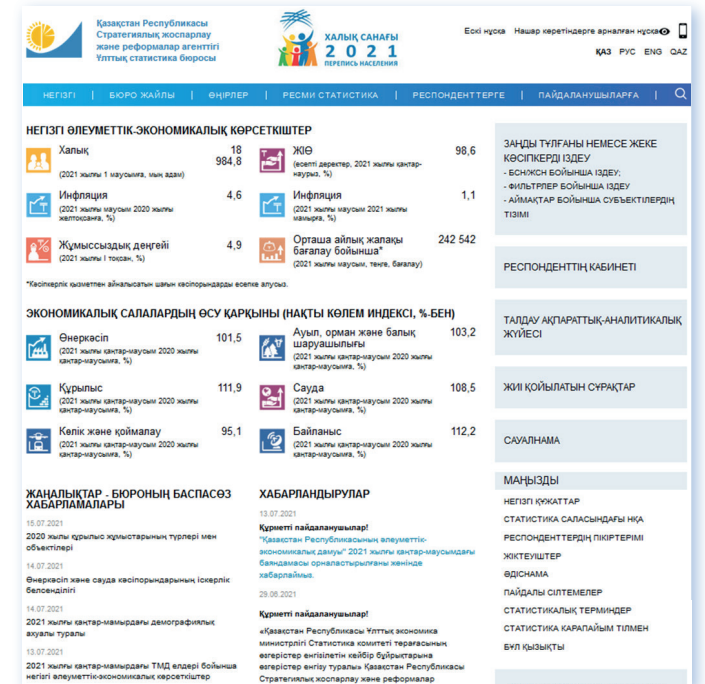 Қазақстан Республикасы
Стратегиялық жоспарлау
және реформалар агенттігі
Ұлттық статистика бюросы
ХАЛЫҚ САНАҒЫ
2021
ПЕРЕПИСЬ НАСЕЛЕНИЯ
Ескі нұсқа Нашар көретіндерге арналған нұсқа
ҚАЗ РУС ENG QAZ
НЕГІЗГІ | БЮРО ЖАЙЛЫ | ӨҢІРЛЕР | РЕСМИ СТАТИСТИКА | РЕСПОНДЕНТТЕРГЕ | ПАЙДАЛАНУШЫЛАРҒА |
НЕГІЗГІ ӘЛЕУМЕТТІК-ЭКОНОМИКАЛЫҚ КӨРСЕТКІШТЕР
Халық 18 984,8
(2021 жылғы 1 маусымға, мың адам)
ЖІӨ 98,6
(есепті деректер, 2021 жылғы қаңтар-
наурыз, %)
Инфляция 4,6
(2021 жылғы маусым 2020 жылғы
желтоқсанға, %)
Инфляция 1,1
(2021 жылғы маусым 2021 жылғы
мамырға, %)
Жұмыссыздық деңгейі 4,9
(2021 жылғы I тоқсан, %)
Орташа айлық жалақы 242 542
бағалау бойынша*
(2021 жылғы маусым, теңге, бағалау)
*Кәсіпкерлік қызметпен айналысатын шағын кәсіпорындарды есепке алусыз.
ЭКОНОМИКАЛЫҚ САЛАЛАРДЫҢ ӨСУ ҚАРҚЫНЫ (НАҚТЫ КӨЛЕМ ИНДЕКСІ, %-БЕН)
Өнеркәсіп 101,5
(2021 жылғы қаңтар-маусым 2020 жылғы
қаңтар-маусымға, %)
Ауыл, орман және балық 103,2
шаруашылығы
(2021 жылғы қаңтар-маусым 2020 жылғы
қаңтар-маусымға, %)
Құрылыс 111,9
(2021 жылғы қаңтар-маусым 2020 жылғы
қаңтар-маусымға, %)
Сауда 108,5
(2021 жылғы қаңтар-маусым 2020 жылғы
қаңтар-маусымға, %)
Көлік және қоймалау 95,1
(2021 жылғы қаңтар-маусым 2020 жылғы
қаңтар-маусымға, %)
Байланыс 112,2
(2021 жылғы қаңтар-маусым 2020 жылғы
қаңтар-маусымға, %)
ЖАҢАЛЫҚТАР - БЮРОНЫҢ БАСПАСӨЗ
ХАБАРЛАМАЛАРЫ
15.07.2021
2020 жылы құрылыс жұмыстарының түрлері мен
объектілері
14.07.2021
Өнеркәсіп және сауда кәсіпорындарының іскерлік
белсенділігі
14.07.2021
2021 жылғы қаңтар-мамырдағы демографиялық
ахуалы туралы
13.07.2021
2021 жылғы қаңтар-мамырдағы ТМД елдері бойынша
негізгі әлеуметтік-экономикалық көрсеткіштер
ХАБАРЛАНДЫРУЛАР
13.07.2021
Құрметті пайдаланушылар!
"Қазақстан Республикасының әлеуметтік-
экономикалық дамуы" 2021 жылғы қаңтар-маусымдағы
баяндамасы орналастырылғаны жөнінде
хабарлаймыз.
29.06.2021
Құрметті пайдаланушылар!
«Қазақстан Республикасы Ұлттық экономика
министрлігі Статистика комитеті төрағасының
өзгерістер енгізілетін кейбір бұйрықтарына
өзгерістер енгізу туралы» Қазақстан Республикасы
Стратегиялық жоспарлау және реформалар
ЗАҢДЫ ТҰЛҒАНЫ НЕМЕСЕ ЖЕКЕ
КӘСІПКЕРДІ ІЗДЕУ
- БСН/ЖСН БОЙЫНША ІЗДЕУ;
- ФИЛЬТРЛЕР БОЙЫНША ІЗДЕУ
- АЙМАҚТАР БОЙЫНША СУБЪЕКТІЛЕРДІҢ
ТІЗІМІ
РЕСПОНДЕНТТІҢ КАБИНЕТІ
ТАЛДАУ АҚПАРАТТЫҚ-АНАЛИТИКАЛЫҚ
ЖҮЙЕСІ
ЖИІ ҚОЙЫЛАТЫН СҰРАҚТАР
САУАЛНАМА
МАҢЫЗДЫ
НЕГІЗГІ ҚҰЖАТТАР
СТАТИСТИКА САЛАСЫНДАҒЫ НҚА
РЕСПОНДЕНТТЕРДІҢ ПІКІРТЕРІМІ
ЖІКТЕУІШТЕР
ӘДІСНАМА
ПАЙДАЛЫ СІЛТЕМЕЛЕР
СТАТИСТИКАЛЫҚ ТЕРМИНДЕР
СТАТИСТИКА КАРАПАЙЫМ ТІЛМЕН
БҰЛ ҚЫЗЫҚТЫ